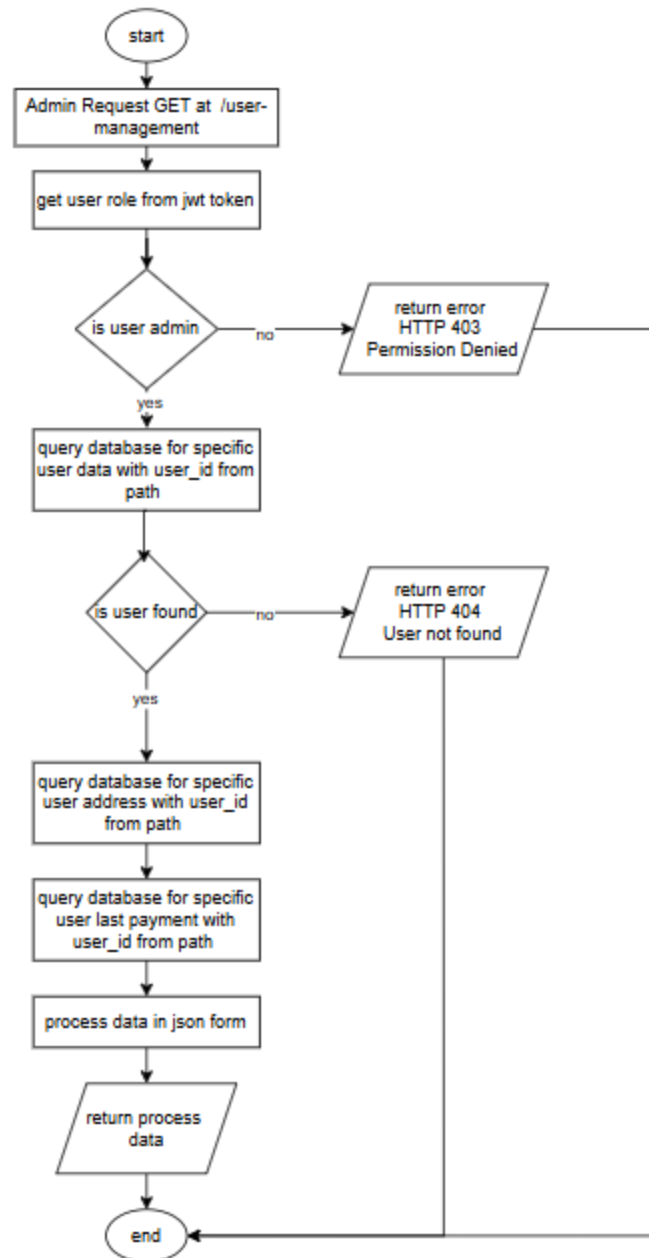 start
Admin Request GET at /user-
management
get user role from jwt token
is user admin
no
return error
HTTP 403
Permission Denied
yes
query database for specific
user data with user_id from
path
is user found
no
return error
HTTP 404
User not found
yes
query database for specific
user address with user_id
from path
query database for specific
user last payment with
user_id from path
process data in json form
return process
data
end